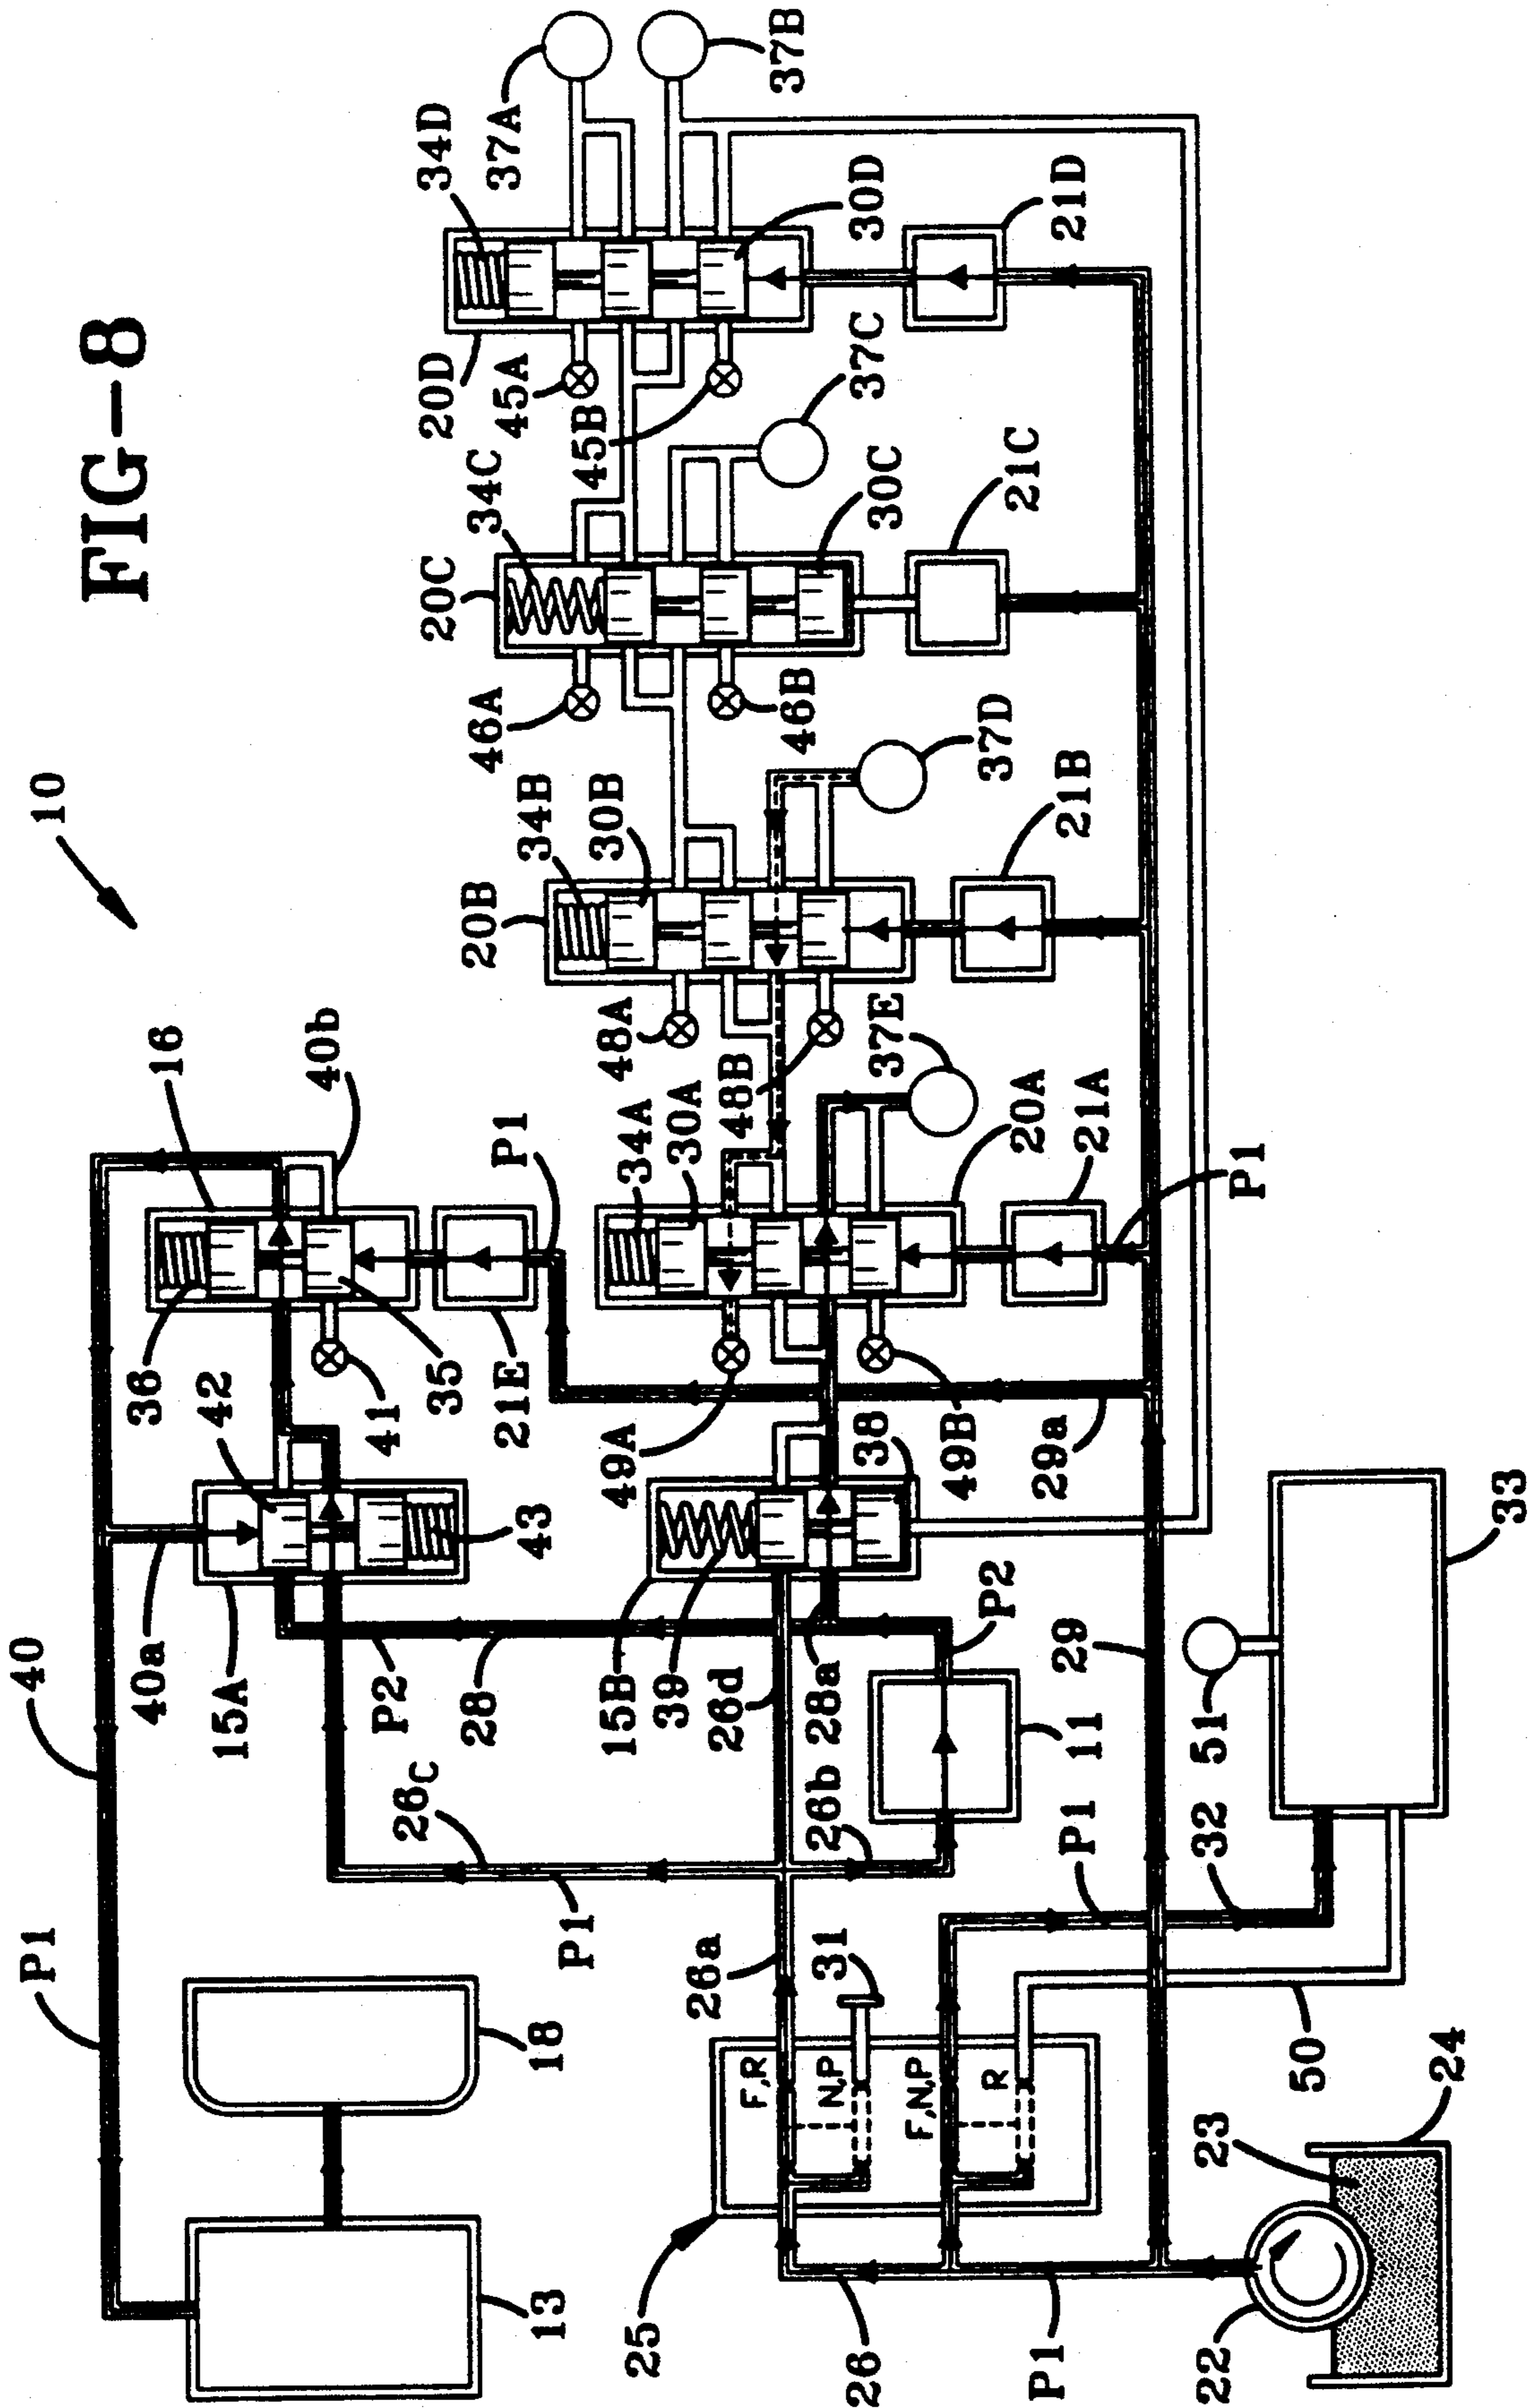 FIG-8
10
37A
37B
34D
30D
21D
20D
45A
45B
37C
34C
30C
21C
20C
46A
46B
37D
34B
30B
21B
20B
48A
48B
37E
16
40b
34A
30A
20A
21A
P1
P1
36
42
41
35
21E
49A
49B
38
29a
43
40
40a
15A
P2
28
15B
39
26d
28a
P2
11
29
51
33
26C
26b
P1
32
P1
P1
18
26a
31
F,R
N,P
F,N,P
R
50
24
23
13
25
26
P1
22